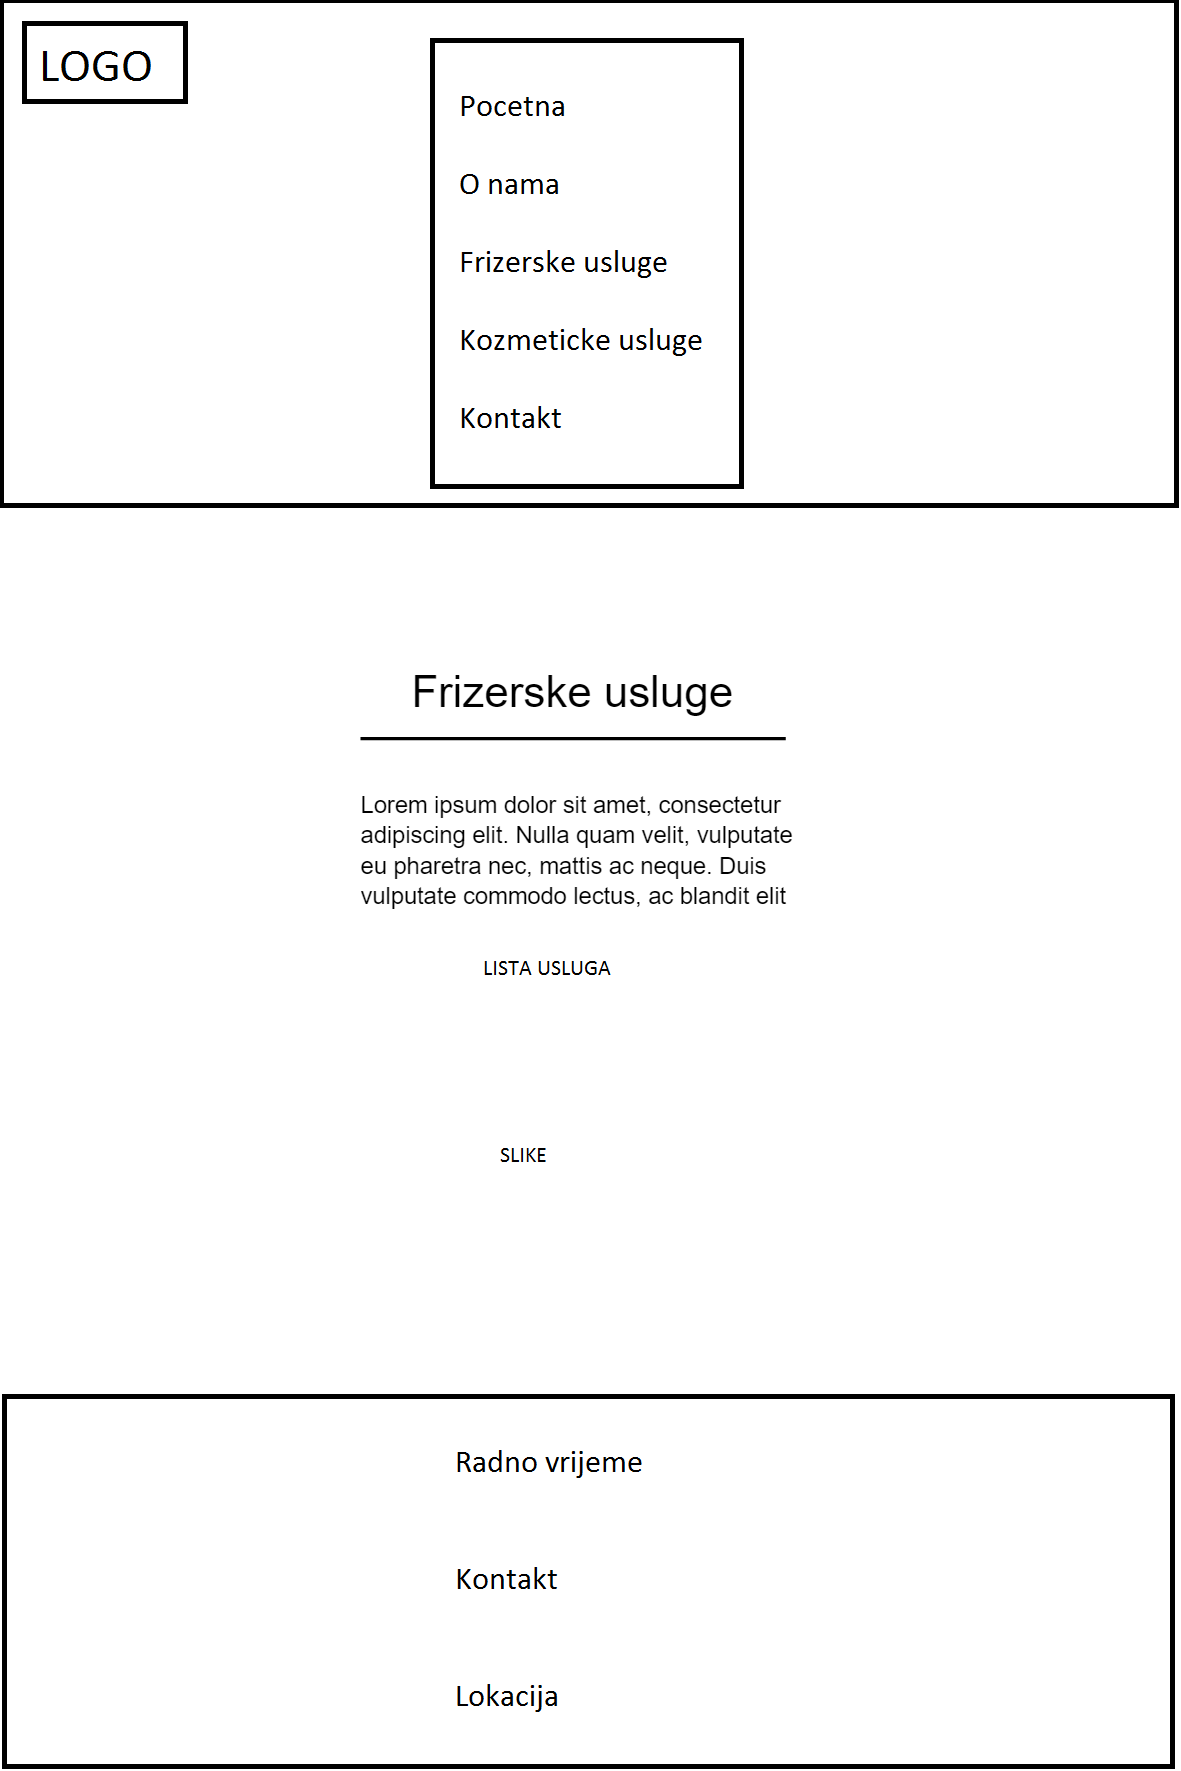 LOGO
Pocetna
O nama
Frizerske usluge
Kozmeticke usluge
Kontakt
Frizerske usluge
Lorem ipsum dolor sit amet, consectetur
adipiscing elit. Nulla quam velit, vulputate
eu pharetra nec, mattis ac neque. Duis
vulputate commodo lectus, ac blandit elit
LISTA USLUGA
SLIKE
Radno vrijeme
Kontakt
Lokacija